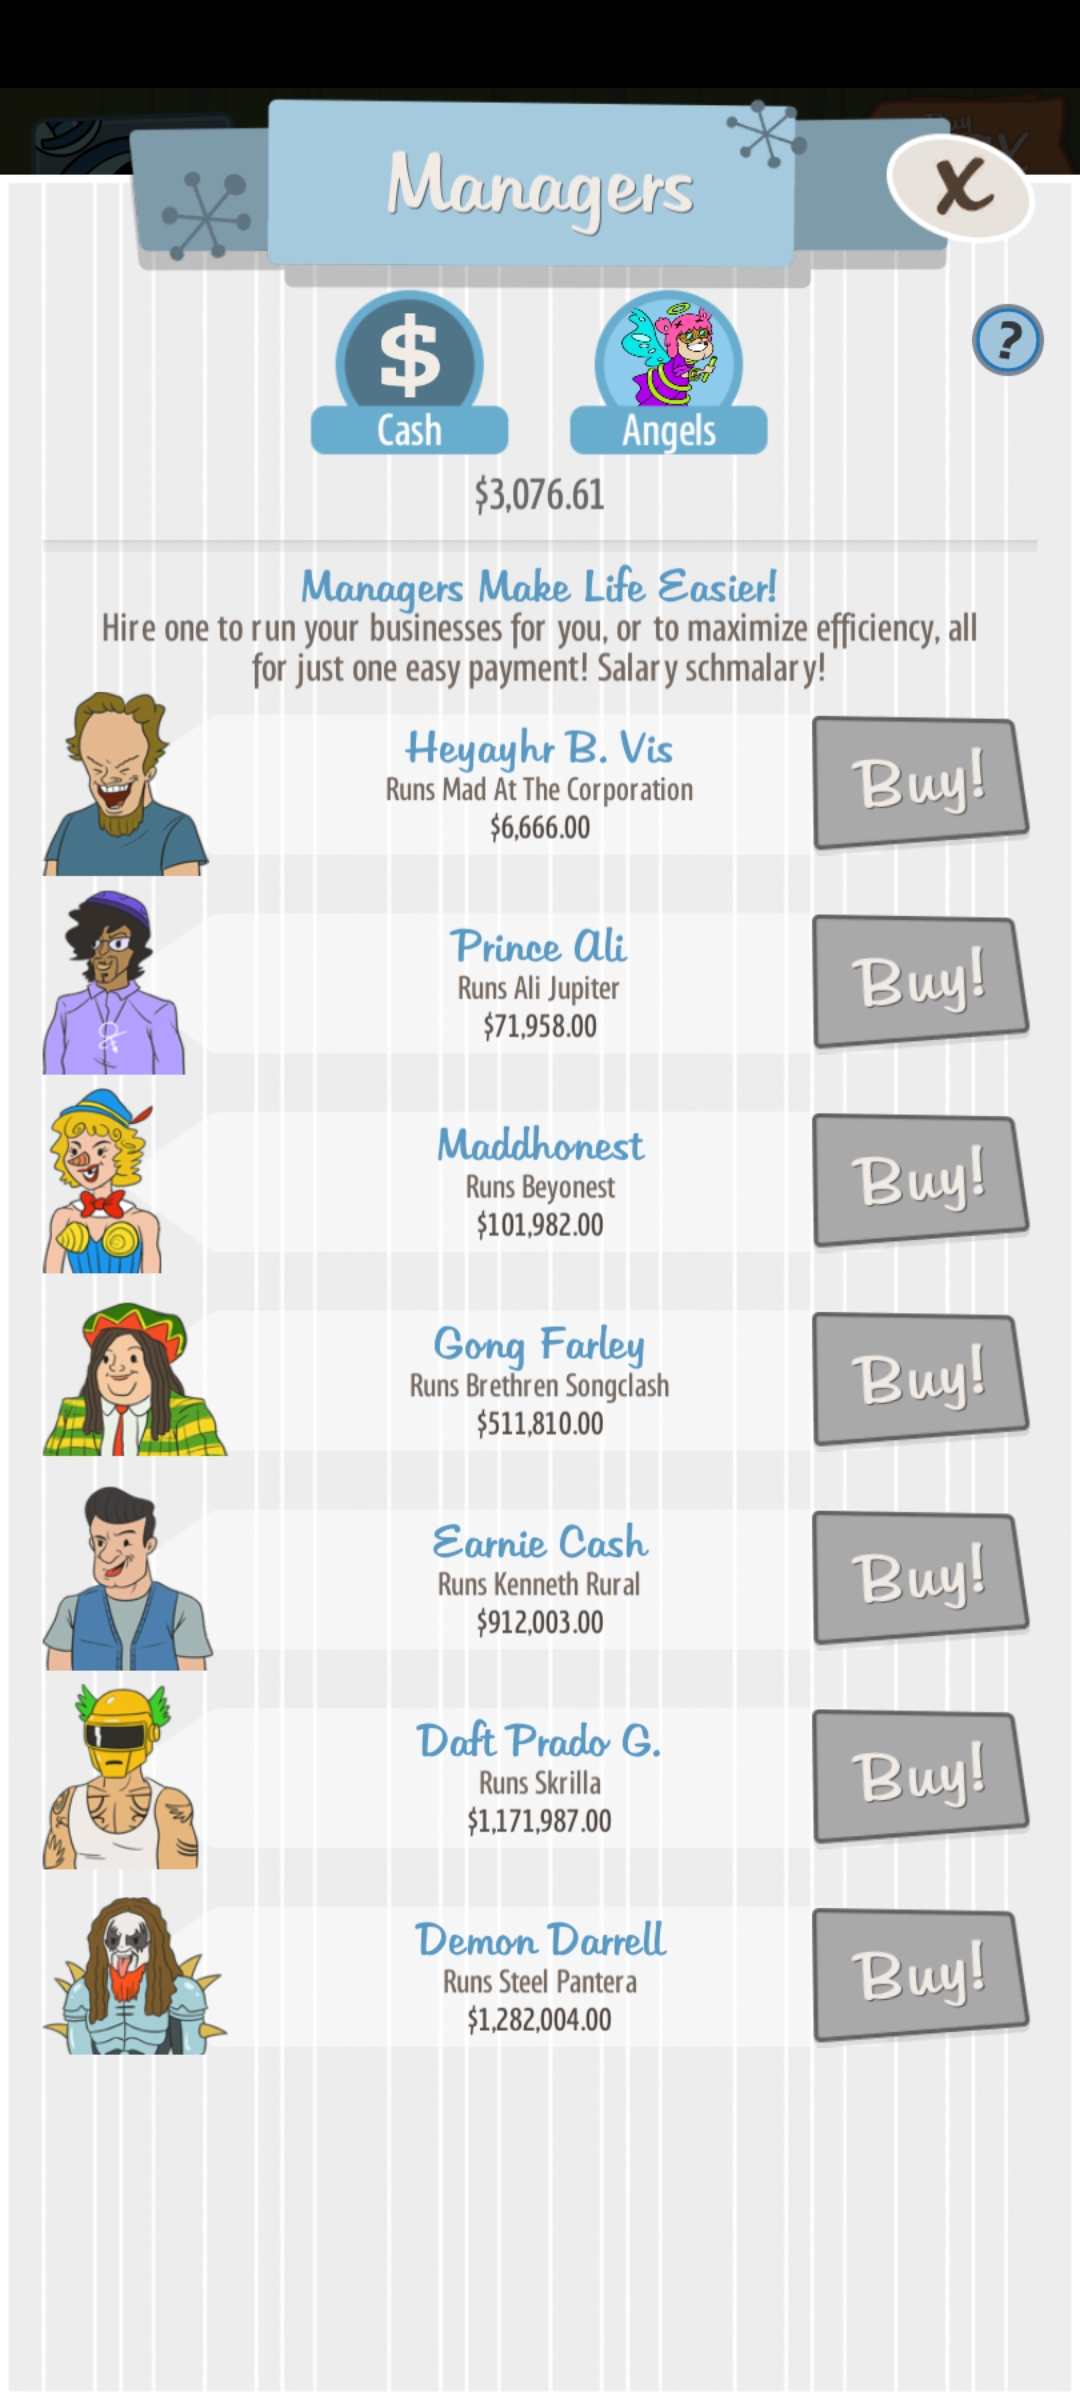 Managers
X
$
Cash
Angels
?
$3,076.61
Managers Make Life Easier!
Hire one to run your businesses for you, or to maximize efficiency, all
for just one easy payment! Salary schmalary!
Heyayhr B. Vis
Runs Mad At The Corporation
$6,666.00
Buy!
Prince Ali
Runs Ali Jupiter
$71,958.00
Buy!
Maddhonest
Runs Beyonest
$101,982.00
Buy!
Gong Farley
Runs Brethren Songclash
$511,810.00
Buy!
Earnie Cash
Runs Kenneth Rural
$912,003.00
Buy!
Daft Prado G.
Runs Skrilla
$1,171,987.00
Buy!
Demon Darrell
Runs Steel Pantera
$1,282,004.00
Buy!